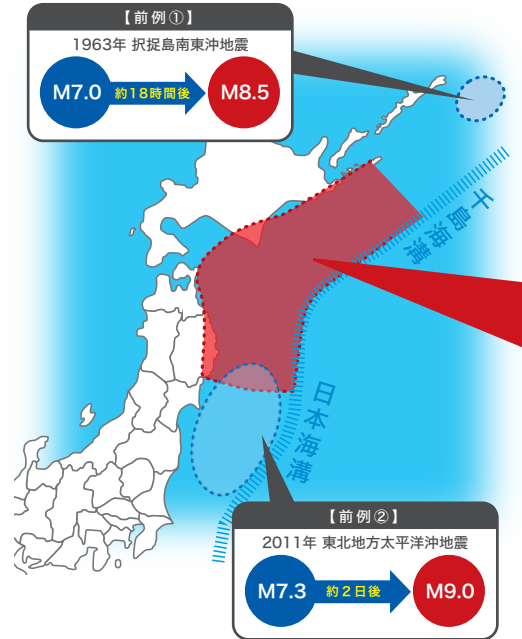 【前例①】
1963年 択捉島南東沖地震
M7.0 約18時間後 M8.5
千島海溝
日本海溝
【前例②】
2011年 東北地方太平洋沖地震
M7.3 約2日後 M9.0